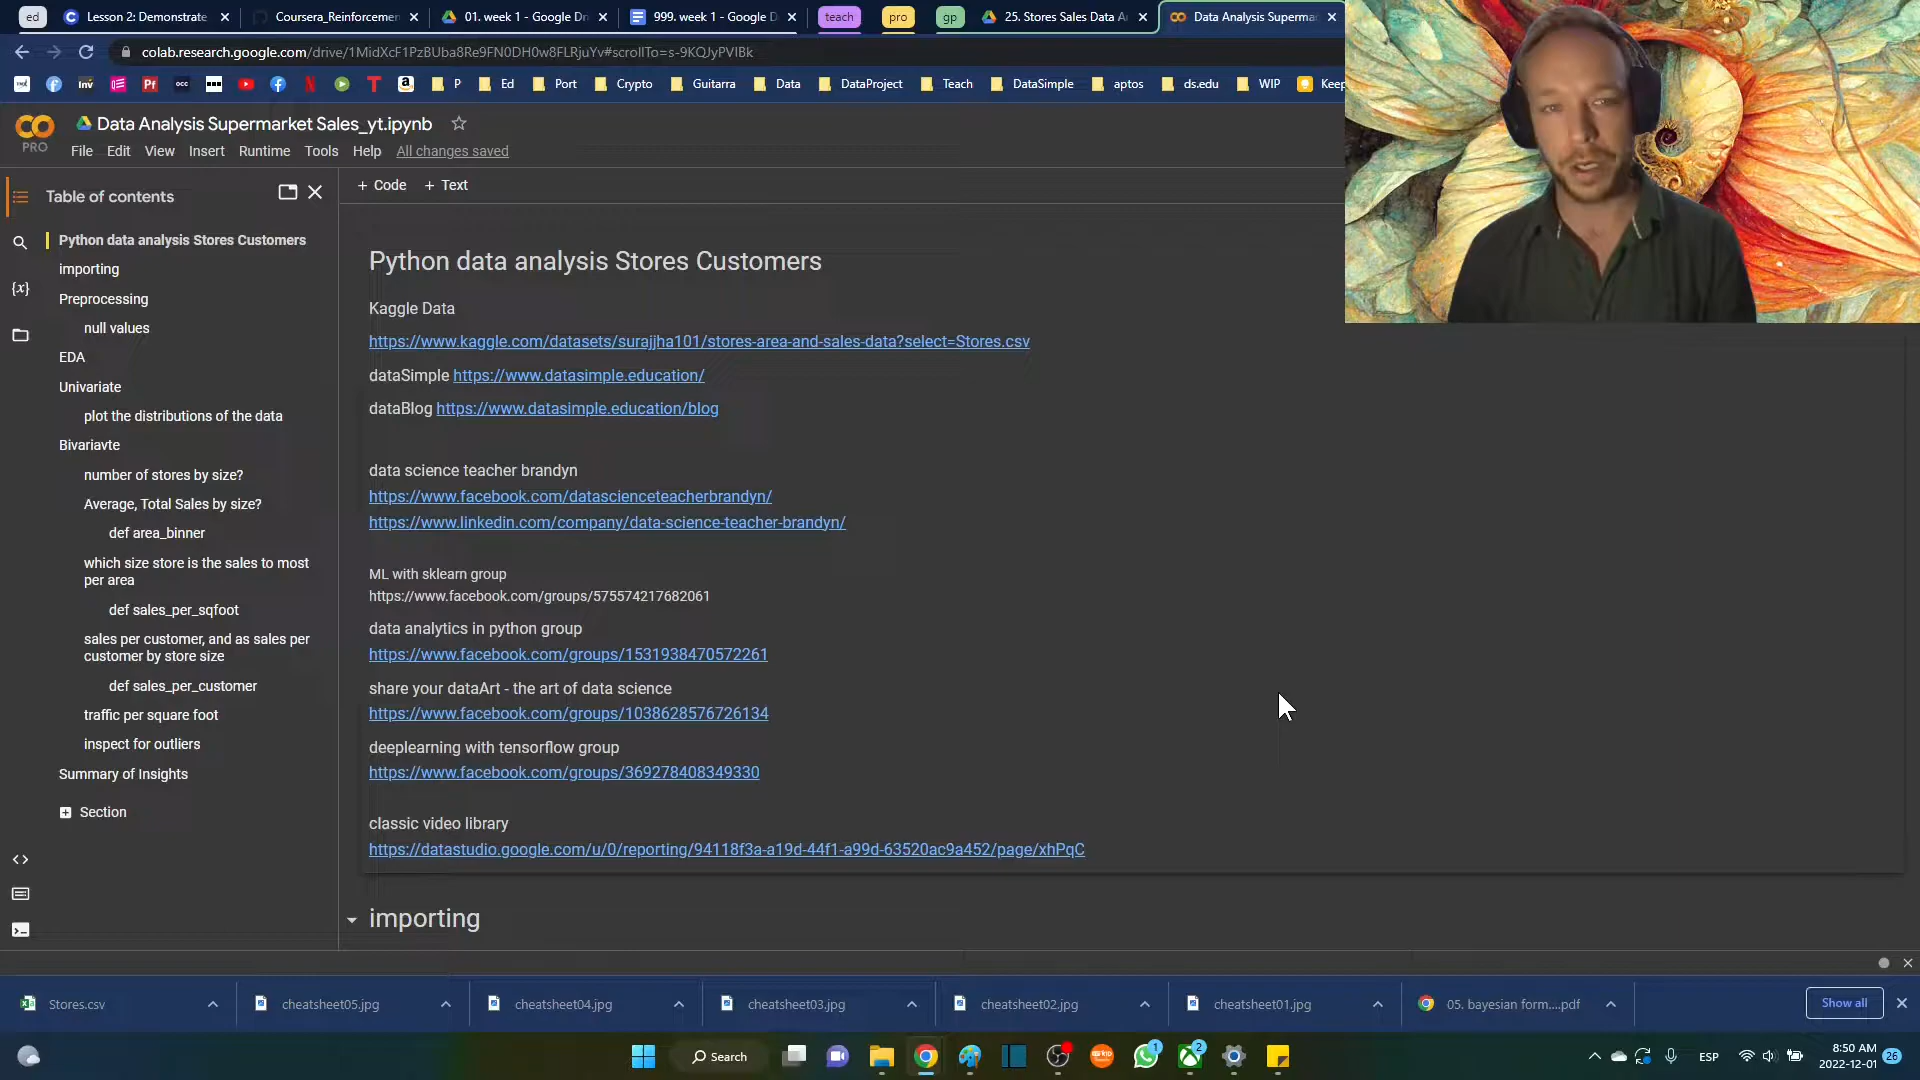 ed
Lesson 2: Demonstrate
Coursera_Reinforcemen
01. week 1 - Google Dr
999. week 1 - Google D
teach
pro
gp
25. Stores Sales Data A
Data Analysis Superma
colab.research.google.com/drive/1MidXcF1PzBUba8Re9FN0DH0w8FLRjuYv#scrollTo=s-9KQJyPVIBk
inv
P
Ed
Port
Crypto
Guitarra
Data
DataProject
Teach
DataSimple
aptos
ds.edu
WIP
Keep
Data Analysis Supermarket Sales_yt.ipynb
PRO
File Edit View Insert Runtime Tools Help All changes saved
Table of contents
+ Code + Text
Python data analysis Stores Customers
importing
Preprocessing
null values
EDA
Univariate
plot the distributions of the data
Bivariavte
number of stores by size?
Average, Total Sales by size?
def area_binner
which size store is the sales to most
per area
def sales_per_sqfoot
sales per customer, and as sales per
customer by store size
def sales_per_customer
traffic per square foot
inspect for outliers
Summary of Insights
Section
Python data analysis Stores Customers
Kaggle Data
https://www.kaggle.com/datasets/surajjha101/stores-area-and-sales-data?select=Stores.csv
dataSimple https://www.datasimple.education/
dataBlog https://www.datasimple.education/blog
data science teacher brandyn
https://www.facebook.com/datascienceteacherbrandyn/
https://www.linkedin.com/company/data-science-teacher-brandyn/
ML with sklearn group
https://www.facebook.com/groups/575574217682061
data analytics in python group
https://www.facebook.com/groups/1531938470572261
share your dataArt - the art of data science
https://www.facebook.com/groups/1038628576726134
deeplearning with tensorflow group
https://www.facebook.com/groups/369278408349330
classic video library
https://datastudio.google.com/u/0/reporting/94118f3a-a19d-44f1-a99d-63520ac9a452/page/xhPqC
importing
Stores.csv
cheatsheet05.jpg
cheatsheet04.jpg
cheatsheet03.jpg
cheatsheet02.jpg
cheatsheet01.jpg
05. bayesian form....pdf
Show all
Search
1
2
ESP
8:50 AM
2022-12-01
26